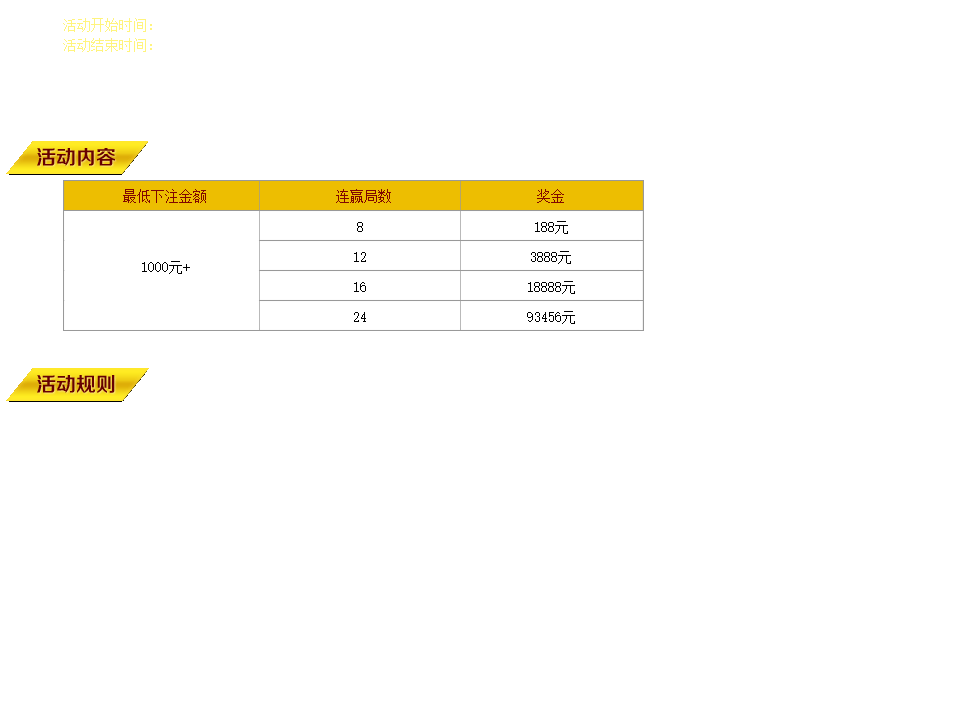 活动开始时间：
活动结束时间：
活动内容
最低下注金额 连赢局数 奖金
1000元+
8 188元
12 3888元
16 18888元
24 93456元
活动规则